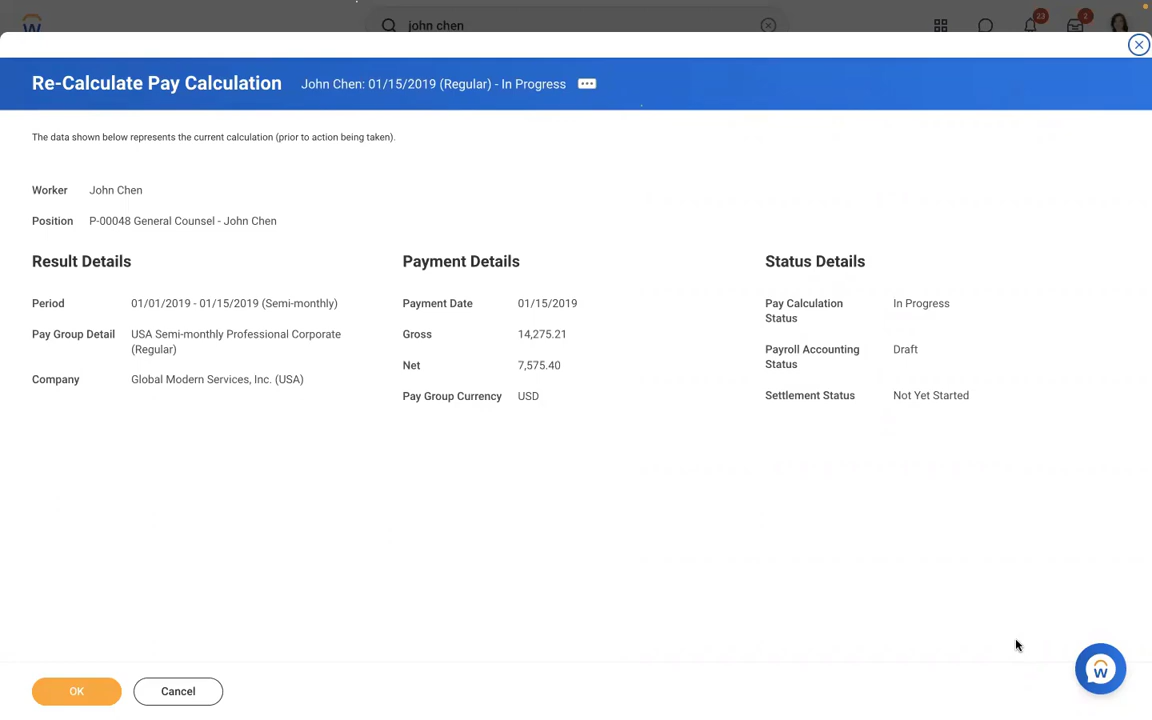 w
john chen
23
2
Re-Calculate Pay Calculation
John Chen: 01/15/2019 (Regular) - In Progress
The data shown below represents the current calculation (prior to action being taken).
Worker John Chen
Position P-00048 General Counsel - John Chen
Result Details
Period 01/01/2019 - 01/15/2019 (Semi-monthly)
Pay Group Detail USA Semi-monthly Professional Corporate
(Regular)
Company Global Modern Services, Inc. (USA)
Payment Details
Payment Date 01/15/2019
Gross 14,275.21
Net 7,575.40
Pay Group Currency USD
Status Details
Pay Calculation In Progress
Status
Payroll Accounting Draft
Status
Settlement Status Not Yet Started
OK
Cancel
w